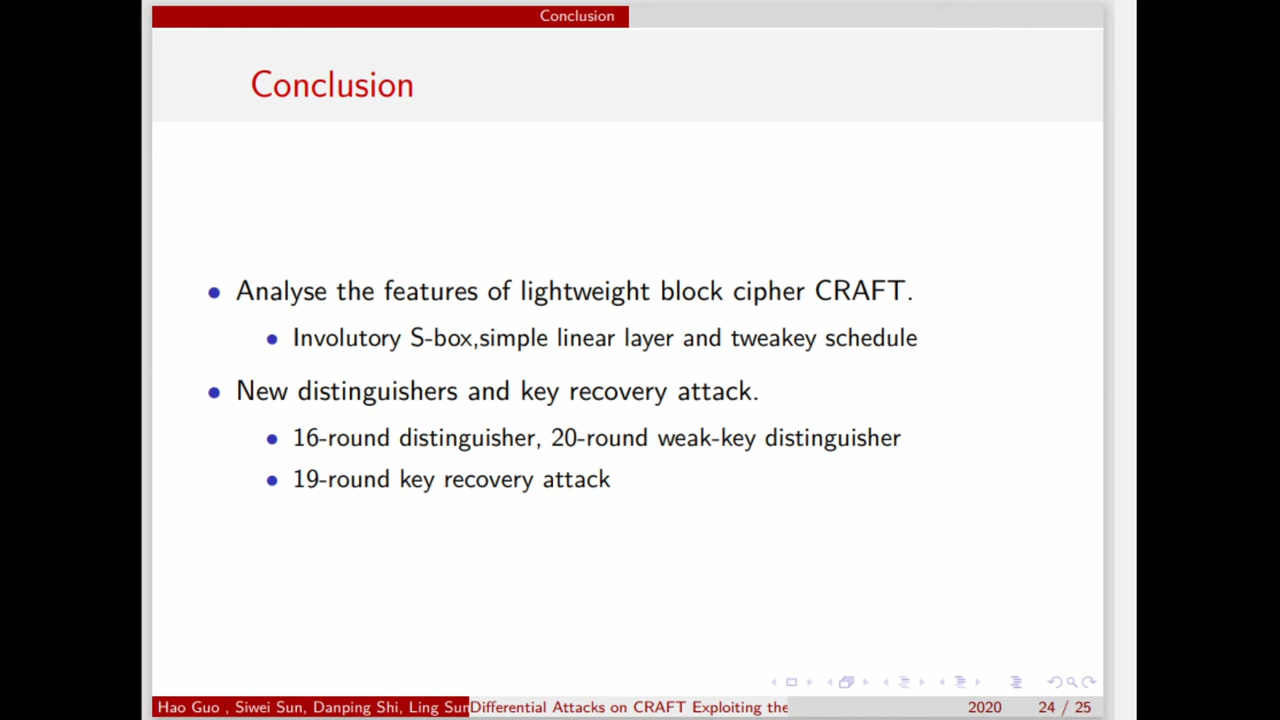 Conclusion
Conclusion
Analyse the features of lightweight block cipher CRAFT.
Involutory S-box,simple linear layer and tweakey schedule
New distinguishers and key recovery attack.
16-round distinguisher, 20-round weak-key distinguisher
19-round key recovery attack
Hao Guo , Siwei Sun, Danping Shi, Ling Sun Differential Attacks on CRAFT Exploiting the 2020 24 / 25